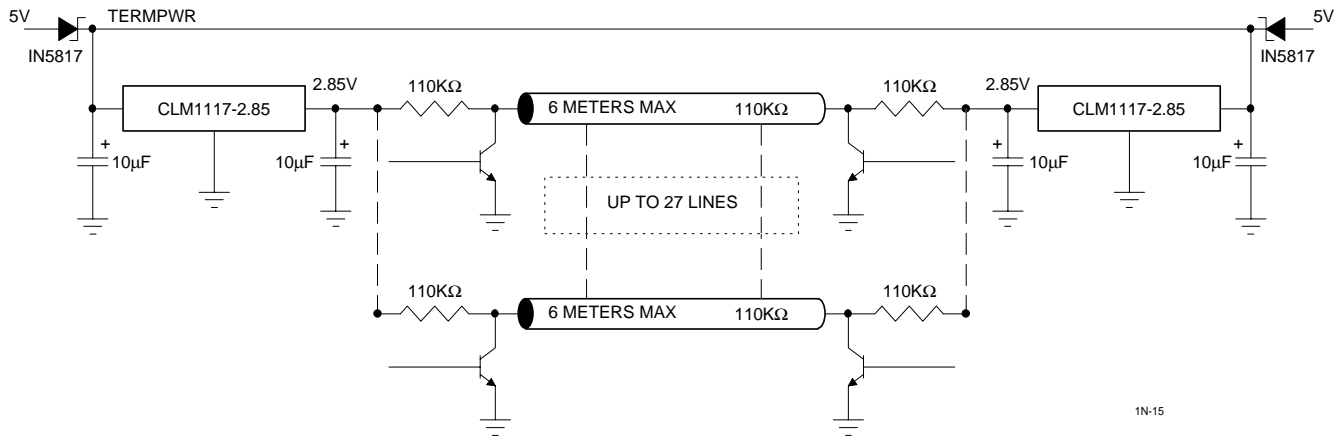 5V TERMPWR 5V
IN5817 IN5817
CLM1117-2.85 2.85V 110KΩ 6 METERS MAX 110KΩ 110KΩ 2.85V CLM1117-2.85
+ 10µF + 10µF + 10µF + 10µF
UP TO 27 LINES
110KΩ 6 METERS MAX 110KΩ 110KΩ
1N-15